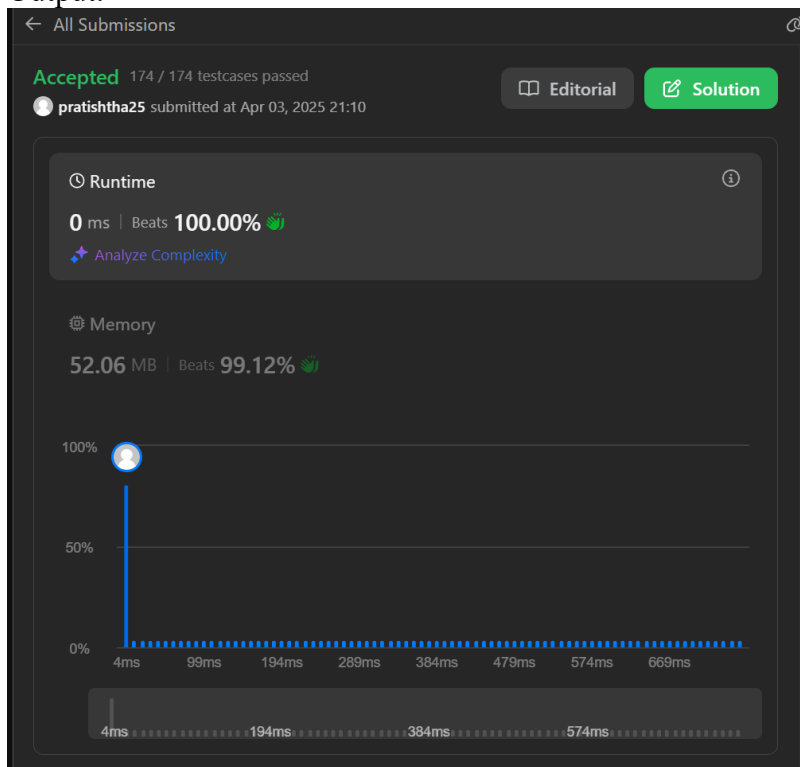 All Submissions
Accepted 174 / 174 testcases passed
pratishtha25 submitted at Apr 03, 2025 21:10
Editorial
Solution
Runtime
0 ms | Beats 100.00%
Analyze Complexity
Memory
52.06 MB | Beats 99.12%
100%
50%
0%
4ms 99ms 194ms 289ms 384ms 479ms 574ms 669ms
4ms 194ms 384ms 574ms